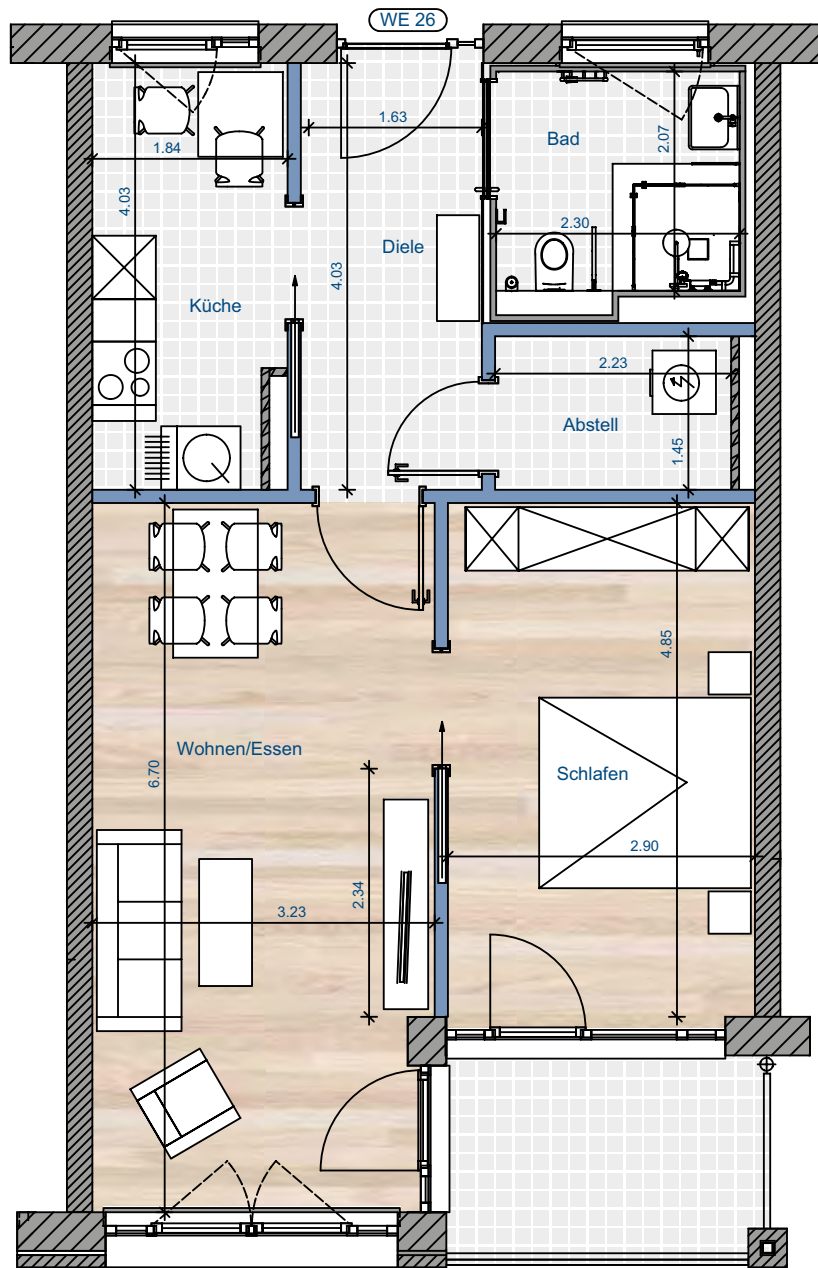 WE 26
1.63
Bad
2.07
1.84
4.03
2.30
Diele
4.03
Küche
2.23
Abstell
1.45
4.85
Wohnen/Essen
6.70
Schlafen
2.90
2.34
3.23